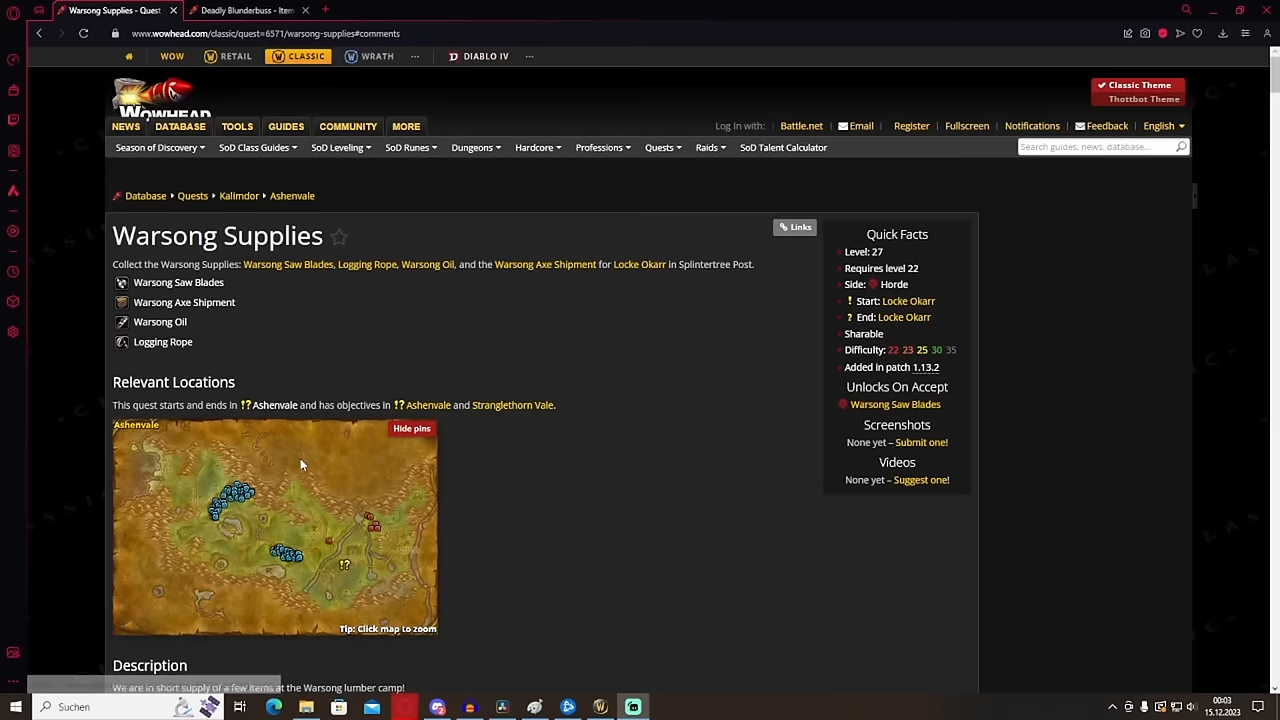 Warsong Supplies - Quest
Deadly Blunderbuss - Item
www.wowhead.com/classic/quest=6571/warsong-supplies#comments
WOW
RETAIL
CLASSIC
WRATH
DIABLO IV
WOWHEAD
Classic Theme
Thottbot Theme
NEWS DATABASE TOOLS GUIDES COMMUNITY MORE
Log In with: Battle.net Email Register Fullscreen Notifications Feedback English
Season of Discovery SoD Class Guides SoD Leveling SoD Runes Dungeons Hardcore Professions Quests Raids SoD Talent Calculator
Search guides, news, database...
Database Quests Kalimdor Ashenvale
Warsong Supplies
Links
Collect the Warsong Supplies: Warsong Saw Blades, Logging Rope, Warsong Oil, and the Warsong Axe Shipment for Locke Okarr in Splintertree Post.
Warsong Saw Blades
Warsong Axe Shipment
Warsong Oil
Logging Rope
Relevant Locations
This quest starts and ends in !? Ashenvale and has objectives in !? Ashenvale and Stranglethorn Vale.
Ashenvale
Hide pins
Tip: Click map to zoom
Description
We are in short supply of a few items at the Warsong lumber camp!
Quick Facts
Level: 27
Requires level 22
Side: Horde
! Start: Locke Okarr
? End: Locke Okarr
Sharable
Difficulty: 22 23 25 30 35
Added in patch 1.13.2
Unlocks On Accept
Warsong Saw Blades
Screenshots
None yet – Submit one!
Videos
None yet – Suggest one!
Suchen
00:03
15.12.2023